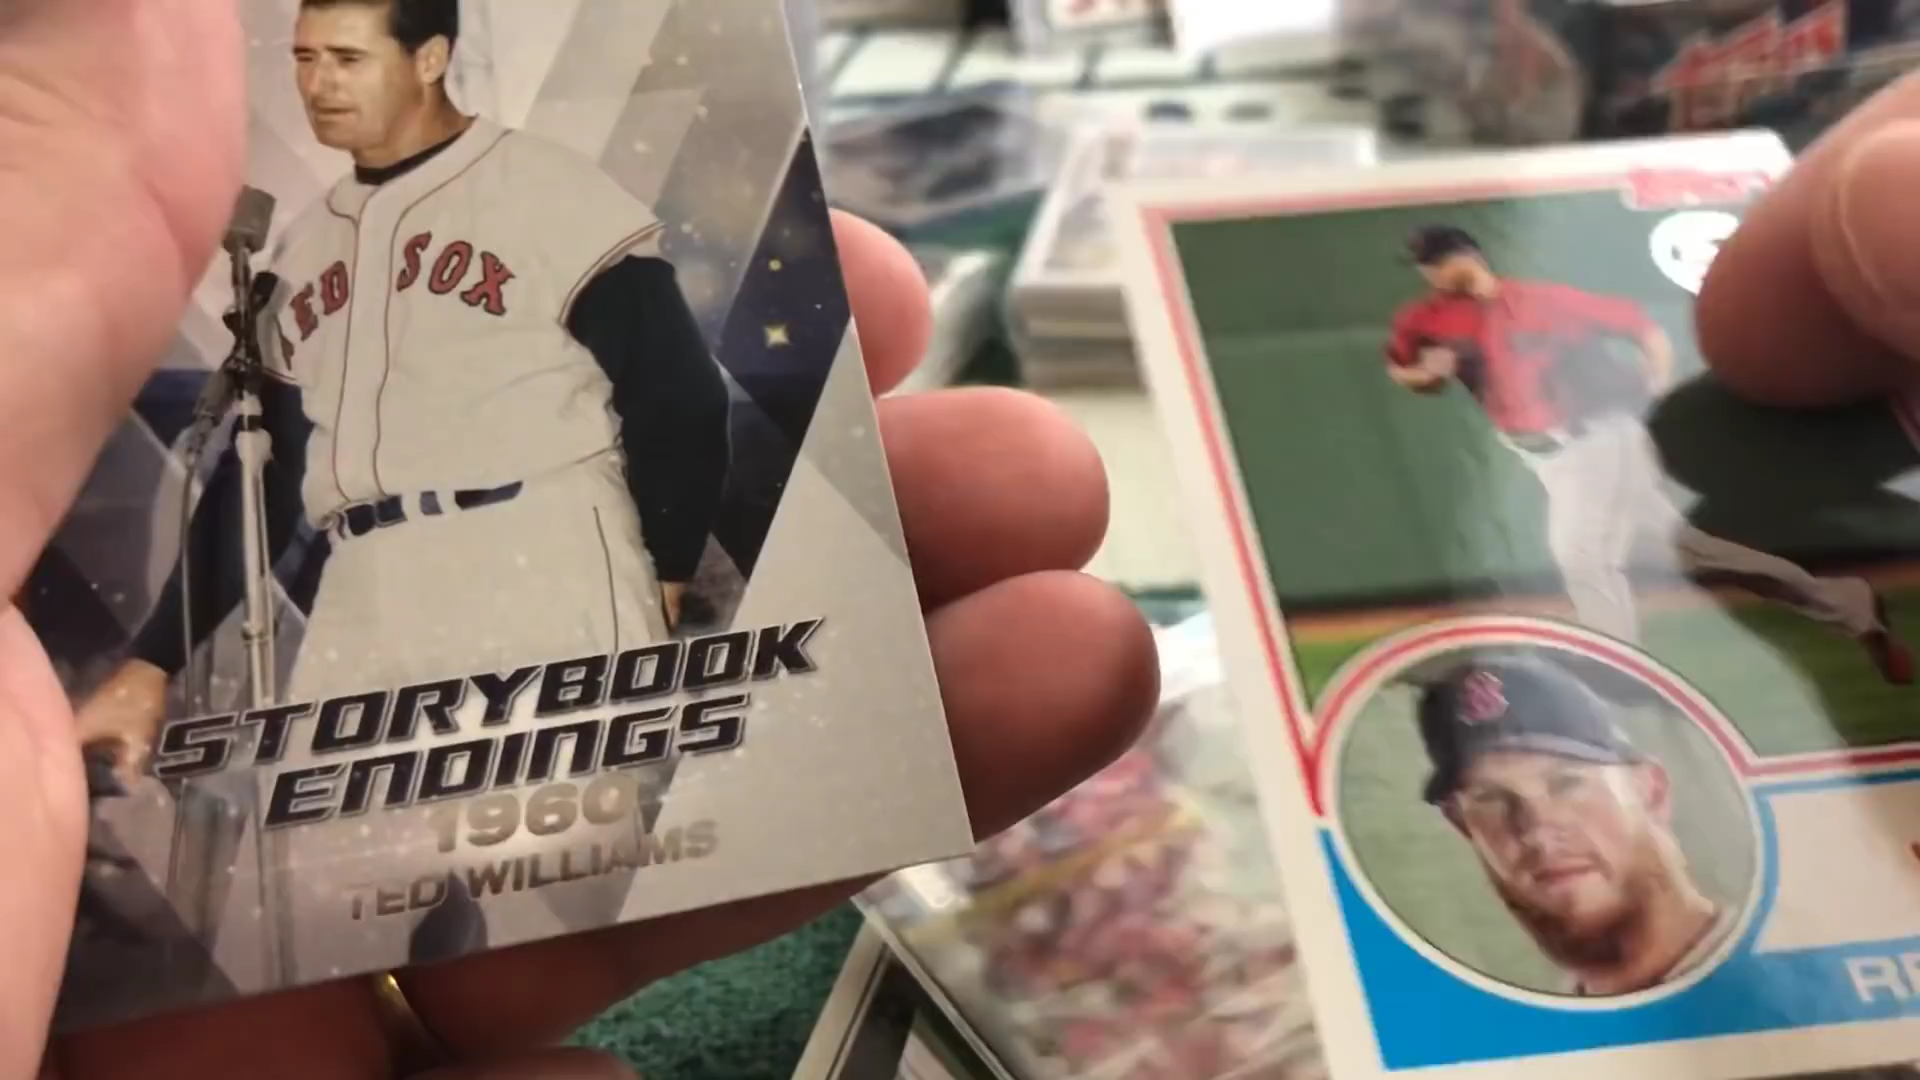 RED SOX
STORYBOOK
ENDINGS
1960
TED WILLIAMS